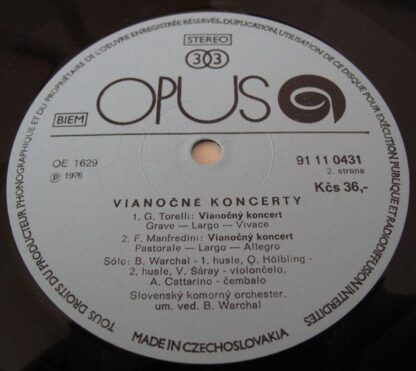 TOUS DROITS DU PRODUCTEUR PHONOGRAPHIQUE ET DU PROPRIÉTAIRE DE L'OEUVRE ENREGISTRÉE RÉSERVÉS, DUPLICATION, UTILISATION DE CE DISQUE POUR EXÉCUTION PUBLIQUE ET RADIODIFFUSION INTERDITES
STEREO
33
OPUS
BIEM
OE 1629
91 11 0431
℗ 1976
2. strana
Kčs 36,-
VIANOČNÉ KONCERTY
1. G. Torelli: Vianočný koncert
Grave — Largo — Vivace
2. F. Manfredini: Vianočný koncert
Pastorale — Largo — Allegro
Sólo: B. Warchal - 1. husle, Q. Hölbling -
2. husle, V. Šáray - violončelo,
A. Cattarino - čembalo
Slovenský komorný orchester,
um. ved. B. Warchal
MADE IN CZECHOSLOVAKIA